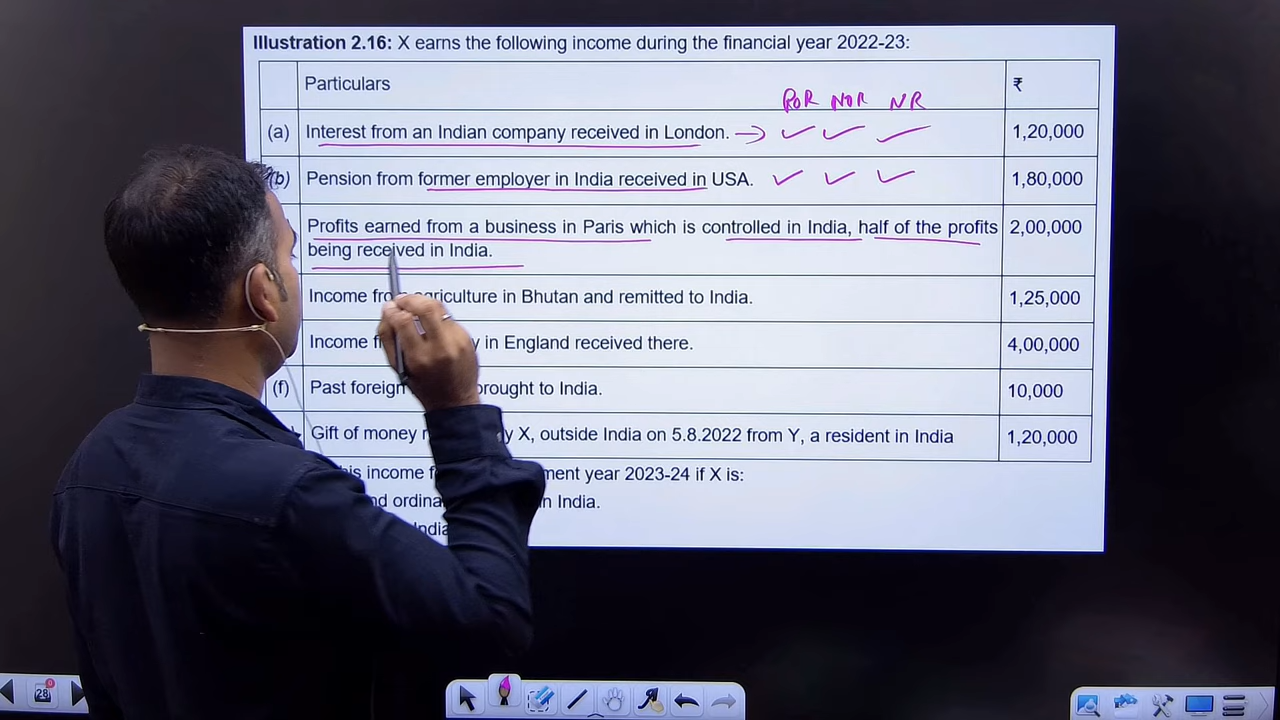 Illustration 2.16: X earns the following income during the financial year 2022-23:
Particulars ₹
ROR NOR NR
(a) Interest from an Indian company received in London. → 1,20,000
(b) Pension from former employer in India received in USA. 1,80,000
Profits earned from a business in Paris which is controlled in India, half of the profits 2,00,000
being received in India.
Income from agriculture in Bhutan and remitted to India. 1,25,000
Income in England received there. 4,00,000
(f) Past foreign brought to India. 10,000
Gift of money X, outside India on 5.8.2022 from Y, a resident in India 1,20,000
income year 2023-24 if X is:
in India.
28